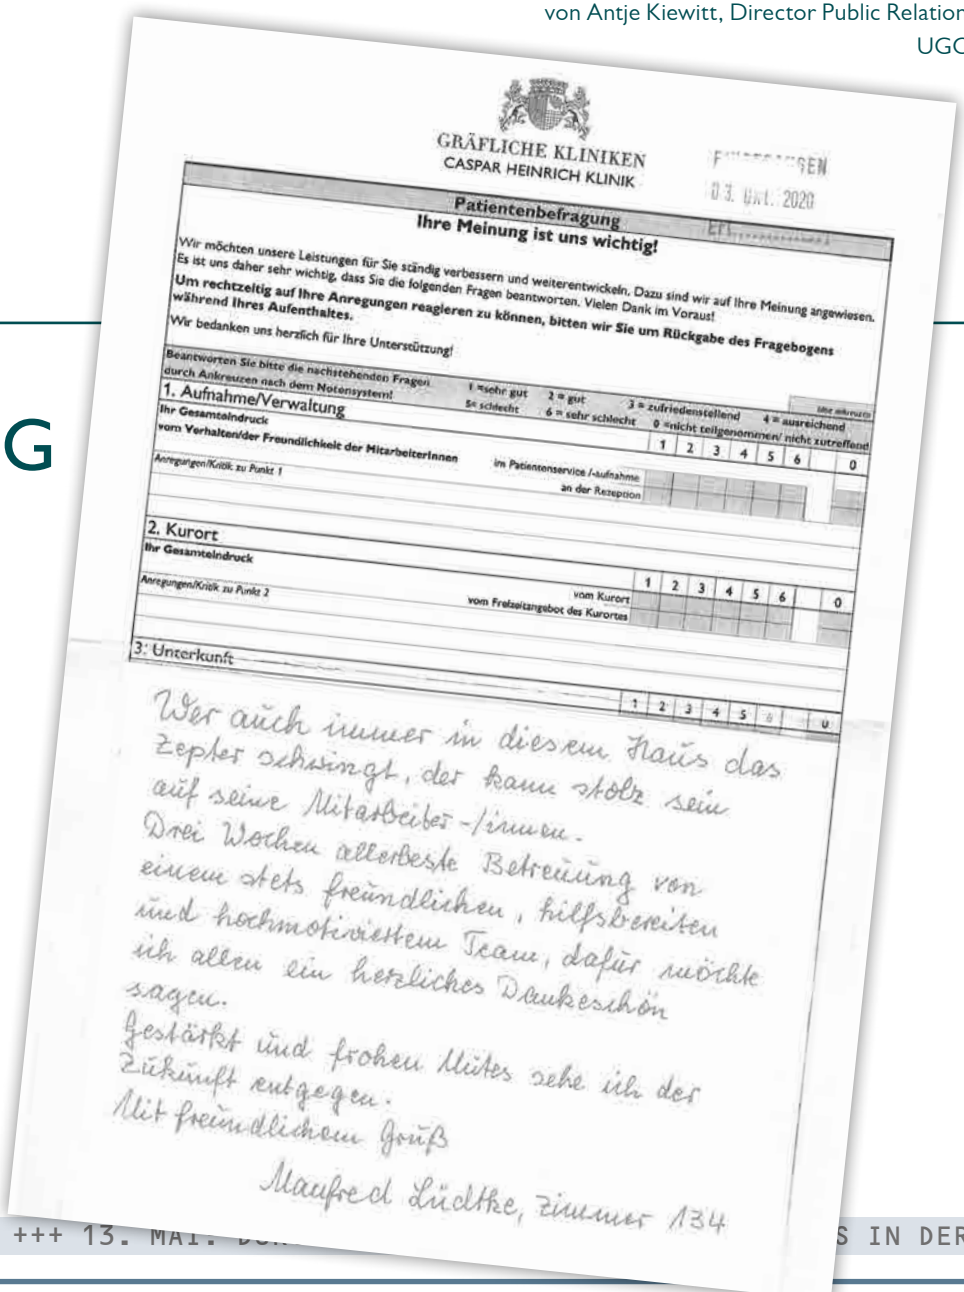 von Antje Kiewitt, Director Public Relation
UGO
GRÄFLICHE KLINIKEN
CASPAR HEINRICH KLINIK
03. 2020
Patientenbefragung
Ihre Meinung ist uns wichtig!
Wir möchten unsere Leistungen für Sie ständig verbessern und weiterentwickeln. Dazu sind wir auf Ihre Meinung angewiesen.
Es ist uns daher sehr wichtig, dass Sie die folgenden Fragen beantworten. Vielen Dank im Voraus!
Um rechtzeitig auf Ihre Anregungen reagieren zu können, bitten wir Sie um Rückgabe des Fragebogens
während Ihres Aufenthaltes.
Wir bedanken uns herzlich für Ihre Unterstützung!
Beantworten Sie bitte die nachstehenden Fragen
durch Ankreuzen nach dem Notensystem!
1 =sehr gut 2 = gut 3 = zufriedenstellend 4 = ausreichend
5= schlecht 6 = sehr schlecht 0 =nicht teilgenommen/ nicht zutreffend
1. Aufnahme/Verwaltung
1 2 3 4 5 6 0
Ihr Gesamteindruck
vom Verhalten/der Freundlichkeit der MitarbeiterInnen
im Patientenservice /-aufnahme
an der Rezeption
Anregungen/Kritik zu Punkt 1
2. Kurort
1 2 3 4 5 6 0
Ihr Gesamteindruck
vom Kurort
vom Freizeitangebot des Kurortes
Anregungen/Kritik zu Punkt 2
3. Unterkunft
1 2 3 4 5 6 0
Wer auch immer in diesem Haus das
Zepter schwingt, der kann stolz sein
auf seine Mitarbeiter-/innen.
Drei Wochen allerbeste Betreuung von
einem stets freundlichen, hilfsbereiten
und hochmotiviertem Team, dafür möchte
ich allen ein herzliches Dankeschön
sagen.
Gestärkt und frohen Mutes sehe ich der
Zukunft entgegen.
Mit freundlichem Gruß
Manfred Lüdtke, Zimmer 134
G
+++ 13. MAI: S IN DER